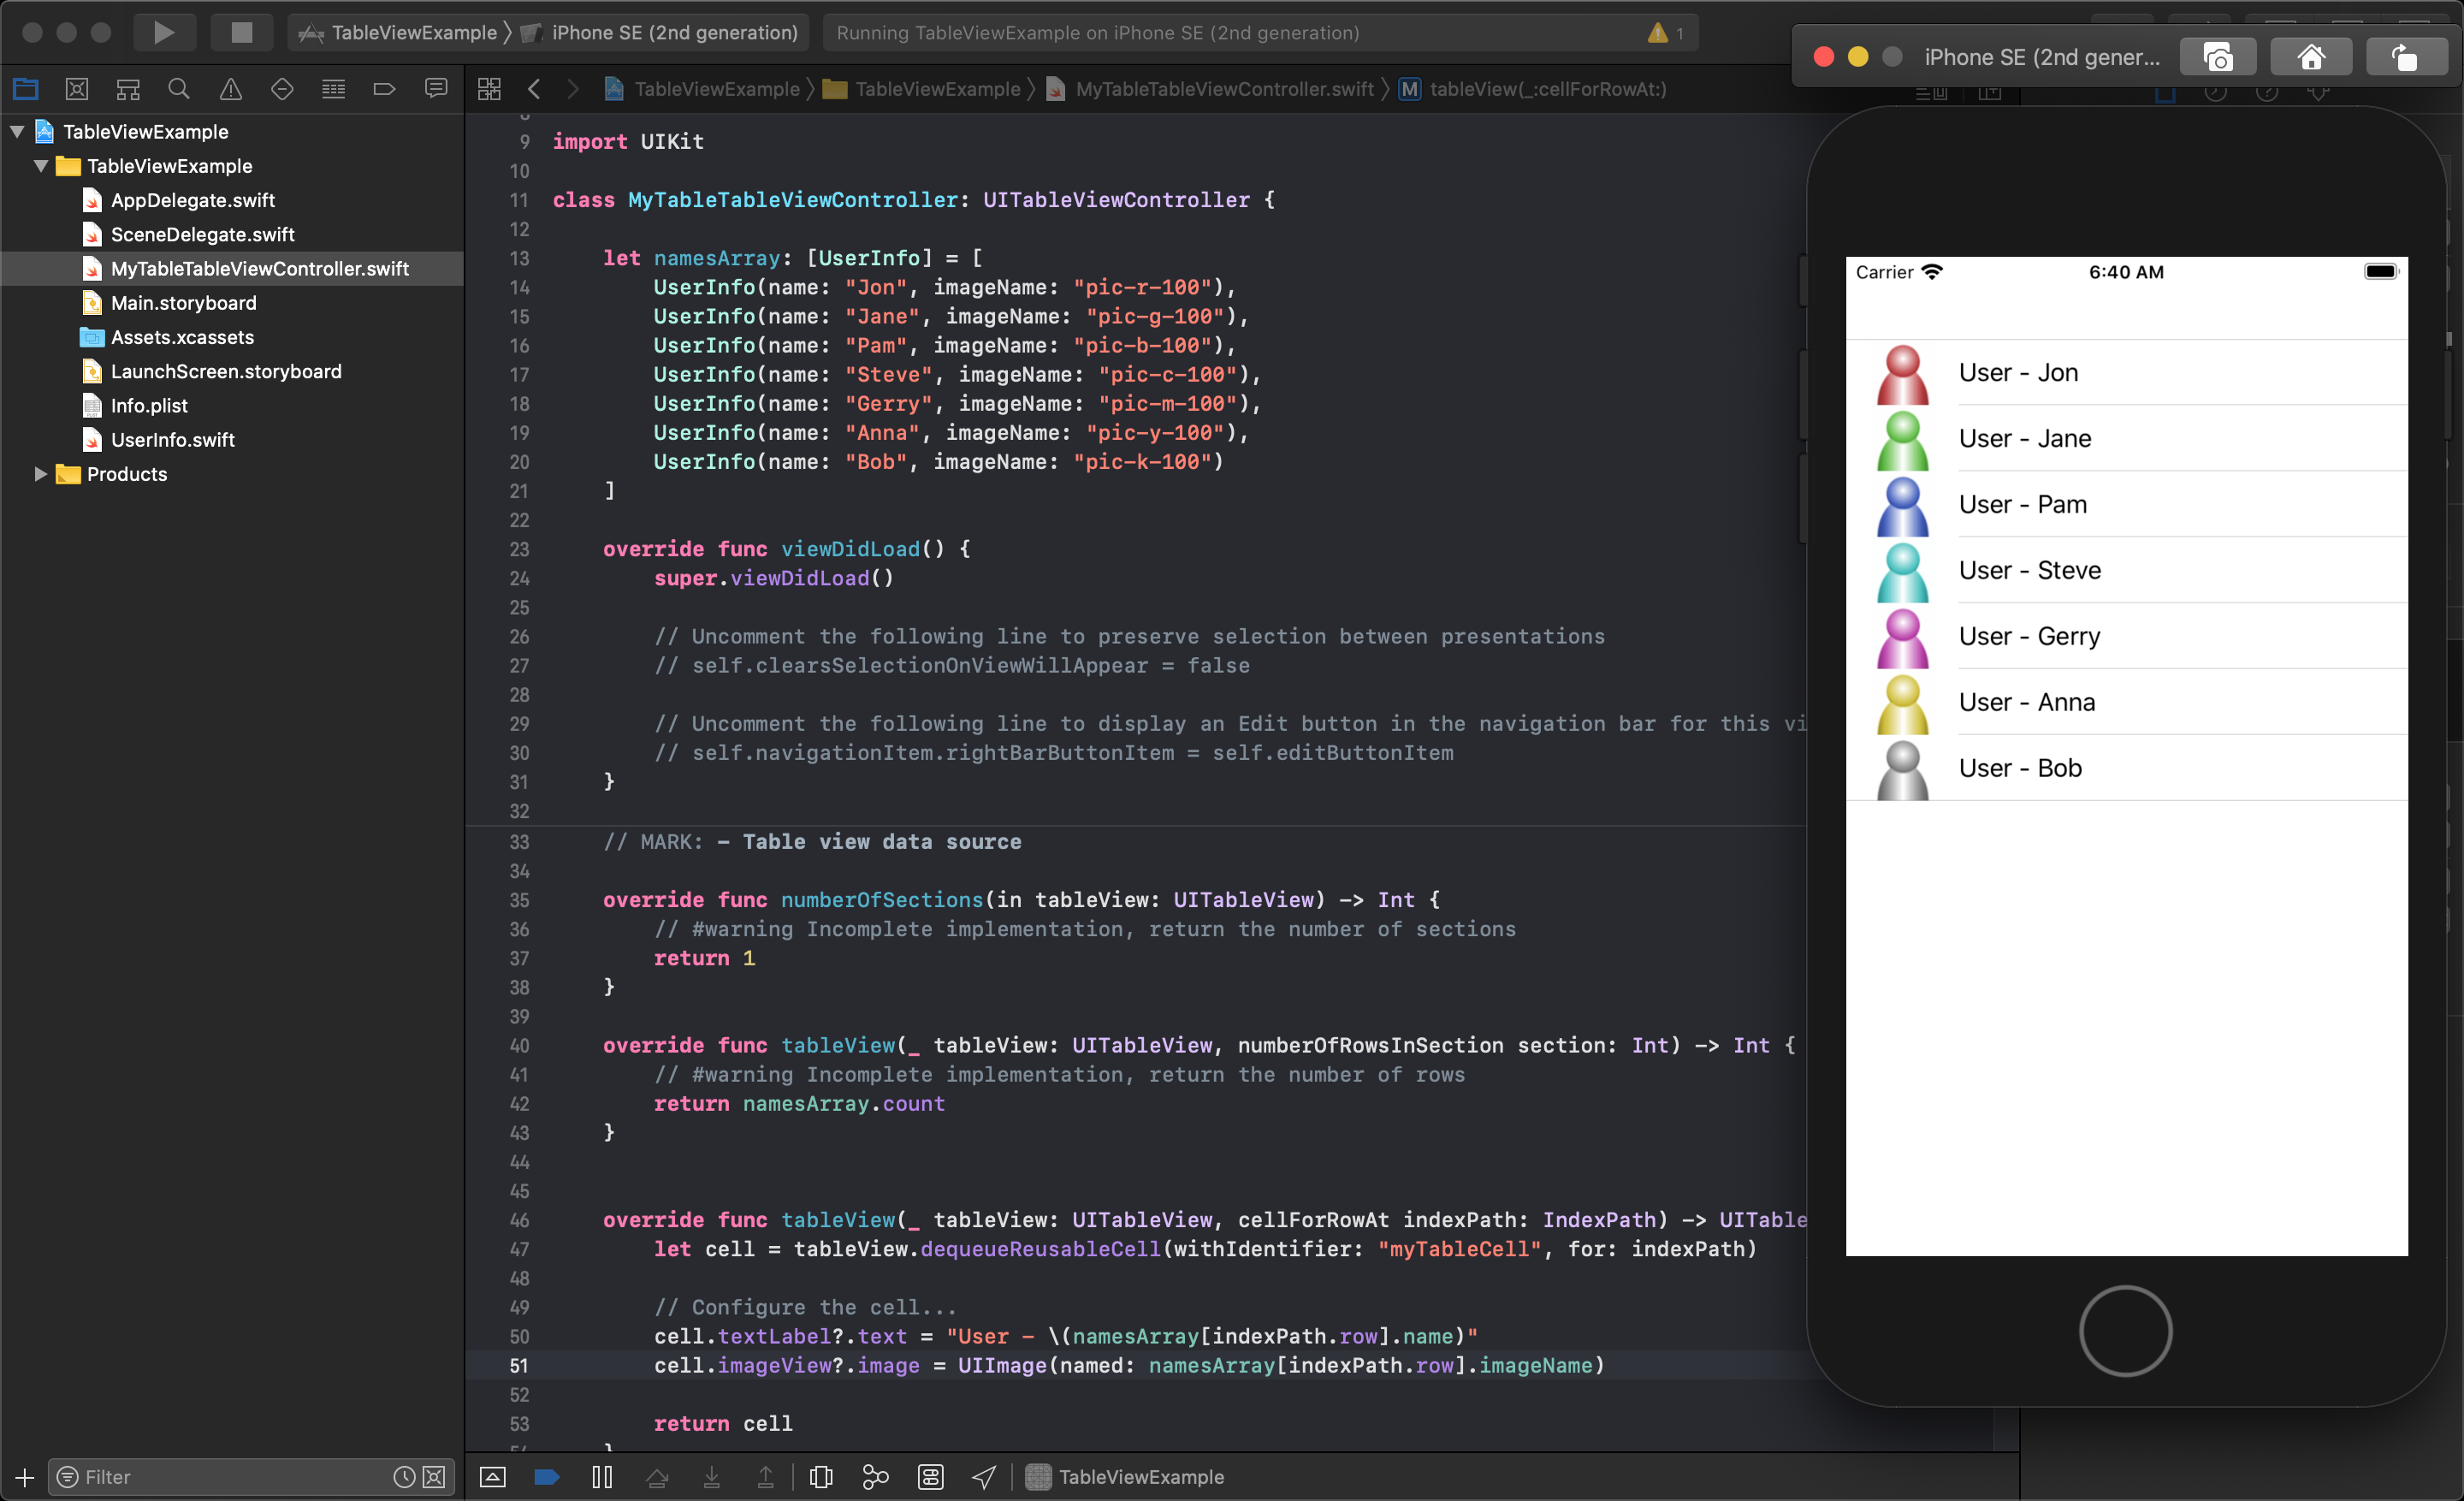 TableViewExample 〉 iPhone SE (2nd generation)
Running TableViewExample on iPhone SE (2nd generation)
1
iPhone SE (2nd gener...
TableViewExample 〉 TableViewExample 〉 MyTableTableViewController.swift 〉 M tableView(_:cellForRowAt:)
TableViewExample
TableViewExample
AppDelegate.swift
SceneDelegate.swift
MyTableTableViewController.swift
Main.storyboard
Assets.xcassets
LaunchScreen.storyboard
Info.plist
UserInfo.swift
Products
Filter
9 import UIKit
10
11 class MyTableTableViewController: UITableViewController {
12
13     let namesArray: [UserInfo] = [
14         UserInfo(name: "Jon", imageName: "pic-r-100"),
15         UserInfo(name: "Jane", imageName: "pic-g-100"),
16         UserInfo(name: "Pam", imageName: "pic-b-100"),
17         UserInfo(name: "Steve", imageName: "pic-c-100"),
18         UserInfo(name: "Gerry", imageName: "pic-m-100"),
19         UserInfo(name: "Anna", imageName: "pic-y-100"),
20         UserInfo(name: "Bob", imageName: "pic-k-100")
21     ]
22
23     override func viewDidLoad() {
24         super.viewDidLoad()
25
26         // Uncomment the following line to preserve selection between presentations
27         // self.clearsSelectionOnViewWillAppear = false
28
29         // Uncomment the following line to display an Edit button in the navigation bar for this vi
30         // self.navigationItem.rightBarButtonItem = self.editButtonItem
31     }
32
33     // MARK: - Table view data source
34
35     override func numberOfSections(in tableView: UITableView) -> Int {
36         // #warning Incomplete implementation, return the number of sections
37         return 1
38     }
39
40     override func tableView(_ tableView: UITableView, numberOfRowsInSection section: Int) -> Int {
41         // #warning Incomplete implementation, return the number of rows
42         return namesArray.count
43     }
44
45
46     override func tableView(_ tableView: UITableView, cellForRowAt indexPath: IndexPath) -> UITable
47         let cell = tableView.dequeueReusableCell(withIdentifier: "myTableCell", for: indexPath)
48
49         // Configure the cell...
50         cell.textLabel?.text = "User - \(namesArray[indexPath.row].name)"
51         cell.imageView?.image = UIImage(named: namesArray[indexPath.row].imageName)
52
53         return cell
TableViewExample
Carrier 6:40 AM
User - Jon
User - Jane
User - Pam
User - Steve
User - Gerry
User - Anna
User - Bob